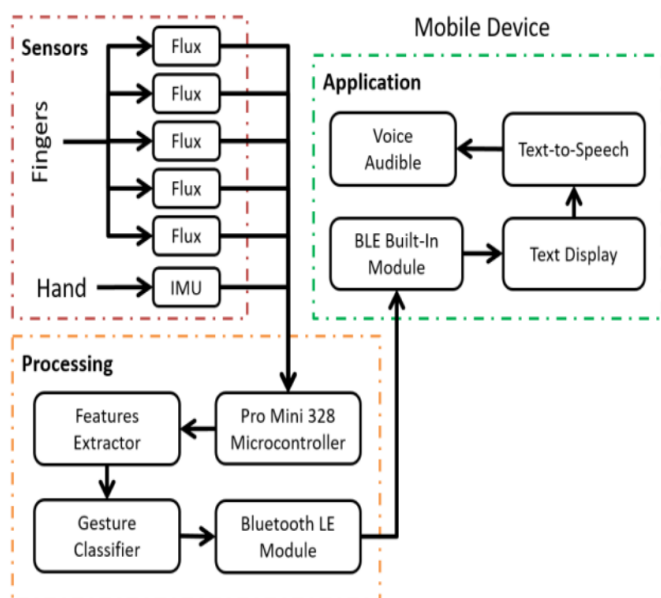 Mobile Device
Sensors
Fingers
Flux
Flux
Flux
Flux
Flux
Hand
IMU
Application
Voice
Audible
Text-to-Speech
BLE Built-In
Module
Text Display
Processing
Features
Extractor
Pro Mini 328
Microcontroller
Gesture
Classifier
Bluetooth LE
Module